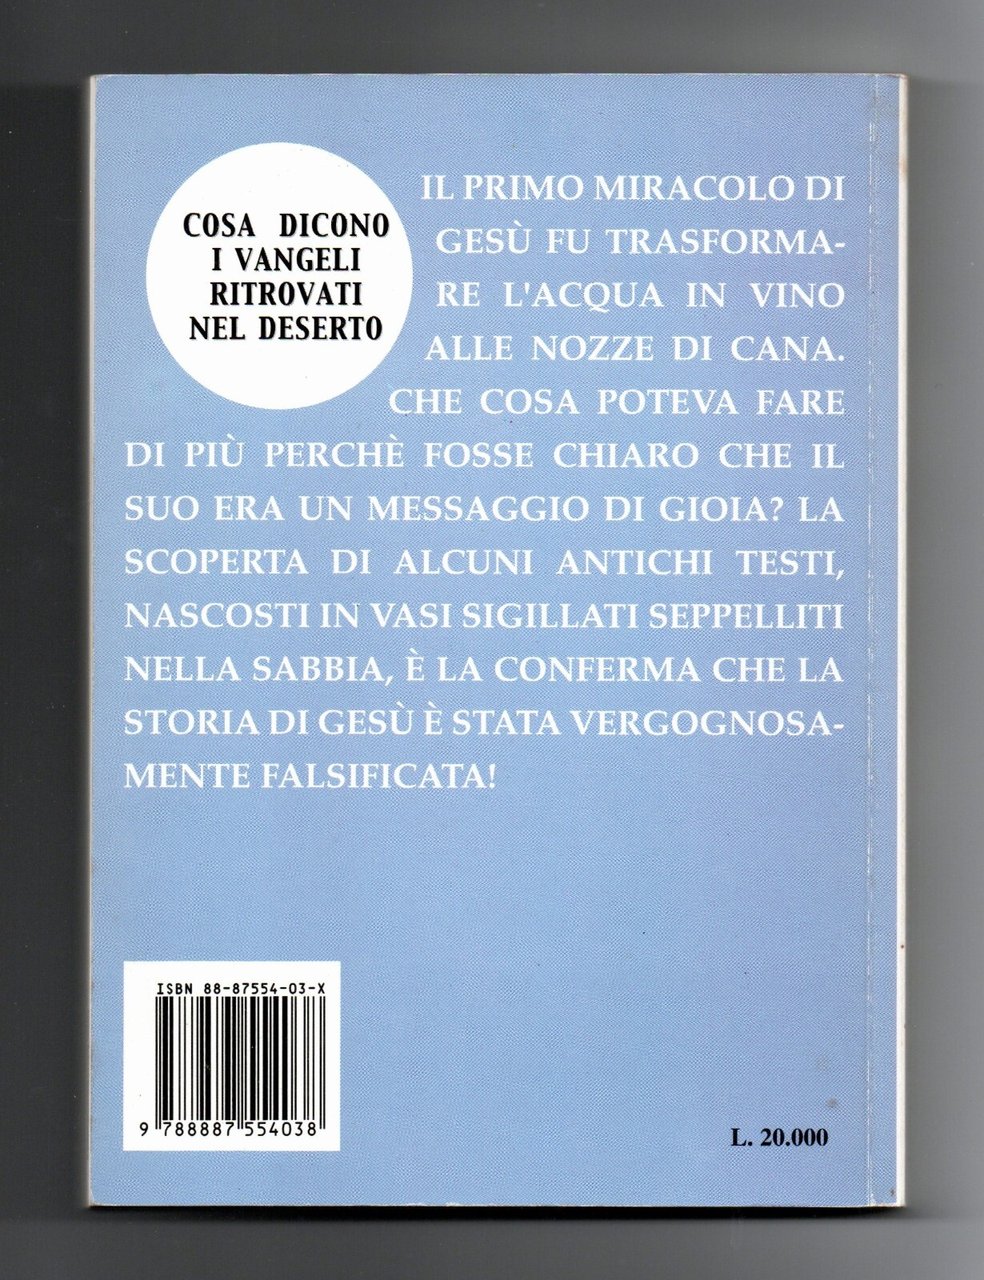 COSA DICONO
I VANGELI
RITROVATI
NEL DESERTO
IL PRIMO MIRACOLO DI
GESÙ FU TRASFORMA-
RE L'ACQUA IN VINO
ALLE NOZZE DI CANA.
CHE COSA POTEVA FARE
DI PIÙ PERCHÈ FOSSE CHIARO CHE IL
SUO ERA UN MESSAGGIO DI GIOIA? LA
SCOPERTA DI ALCUNI ANTICHI TESTI,
NASCOSTI IN VASI SIGILLATI SEPPELLITI
NELLA SABBIA, È LA CONFERMA CHE LA
STORIA DI GESÙ È STATA VERGOGNOSA-
MENTE FALSIFICATA!
ISBN 88-87554-03-X
9 788887 554038
L. 20.000